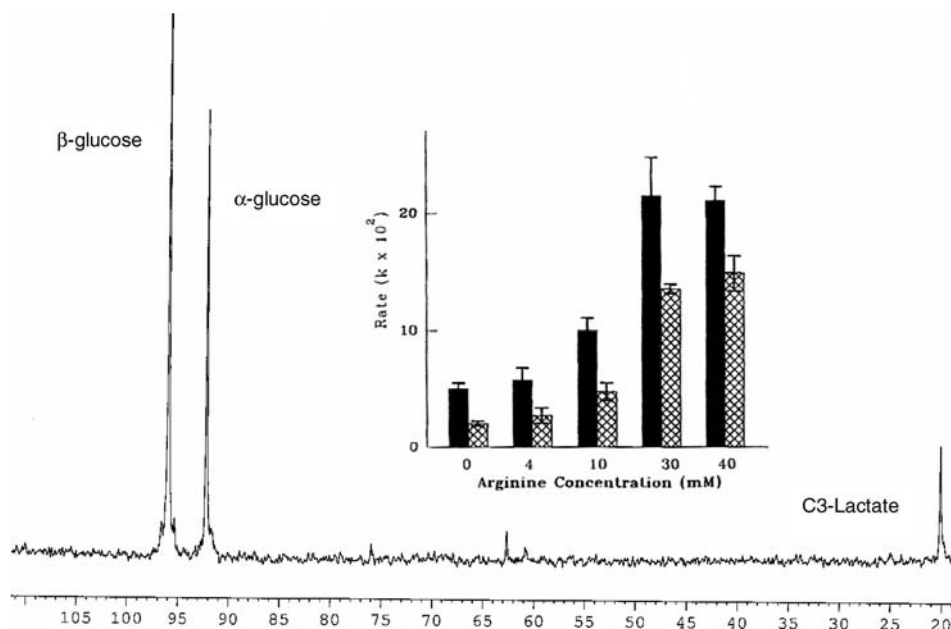 β-glucose
α-glucose
Rate (k x 10²)
20
10
0
0 4 10 30 40
Arginine Concentration (mM)
C3-Lactate
105 100 95 90 85 80 75 70 65 60 55 50 45 40 35 30 25 20